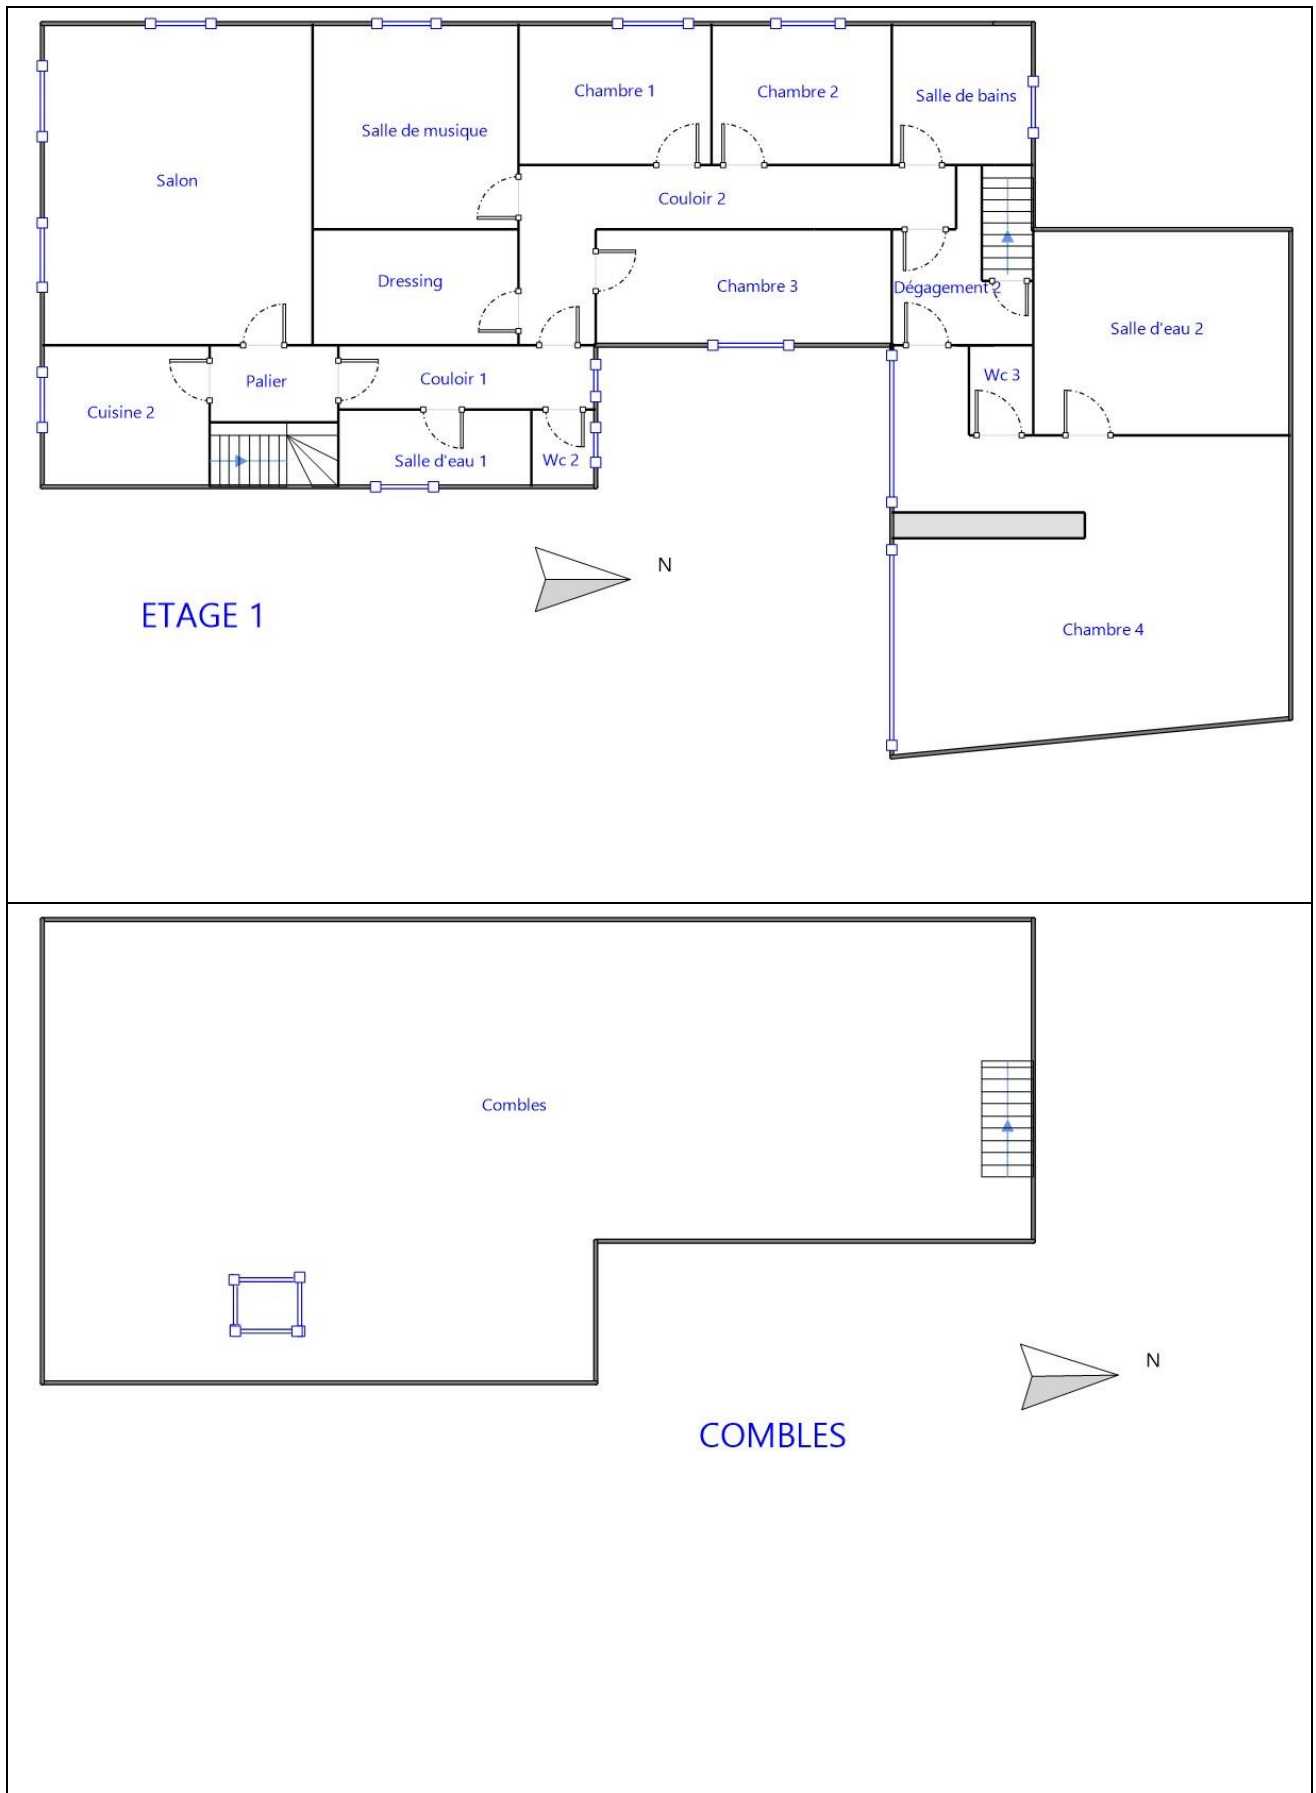 Chambre 1
Chambre 2
Salle de bains
Salle de musique
Salon
Couloir 2
Dressing
Chambre 3
Dégagement 2
Salle d'eau 2
Palier
Couloir 1
Wc 3
Cuisine 2
Salle d'eau 1
Wc 2
N
ETAGE 1
Chambre 4
Combles
N
COMBLES